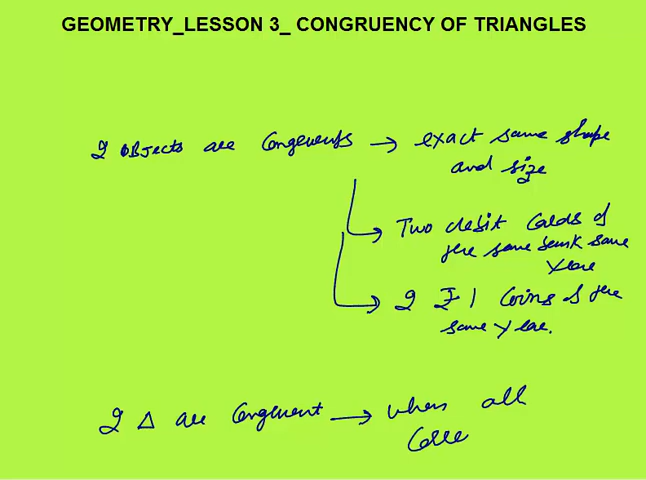 GEOMETRY_LESSON 3_ CONGRUENCY OF TRIANGLES
2 objects are Congruents → exact same shape
and size
→ Two debit Cards of
the same bank same
Year
→ 2 ₹1 Coins of the
same year.
2 Δ are Congruent → when all
Corre